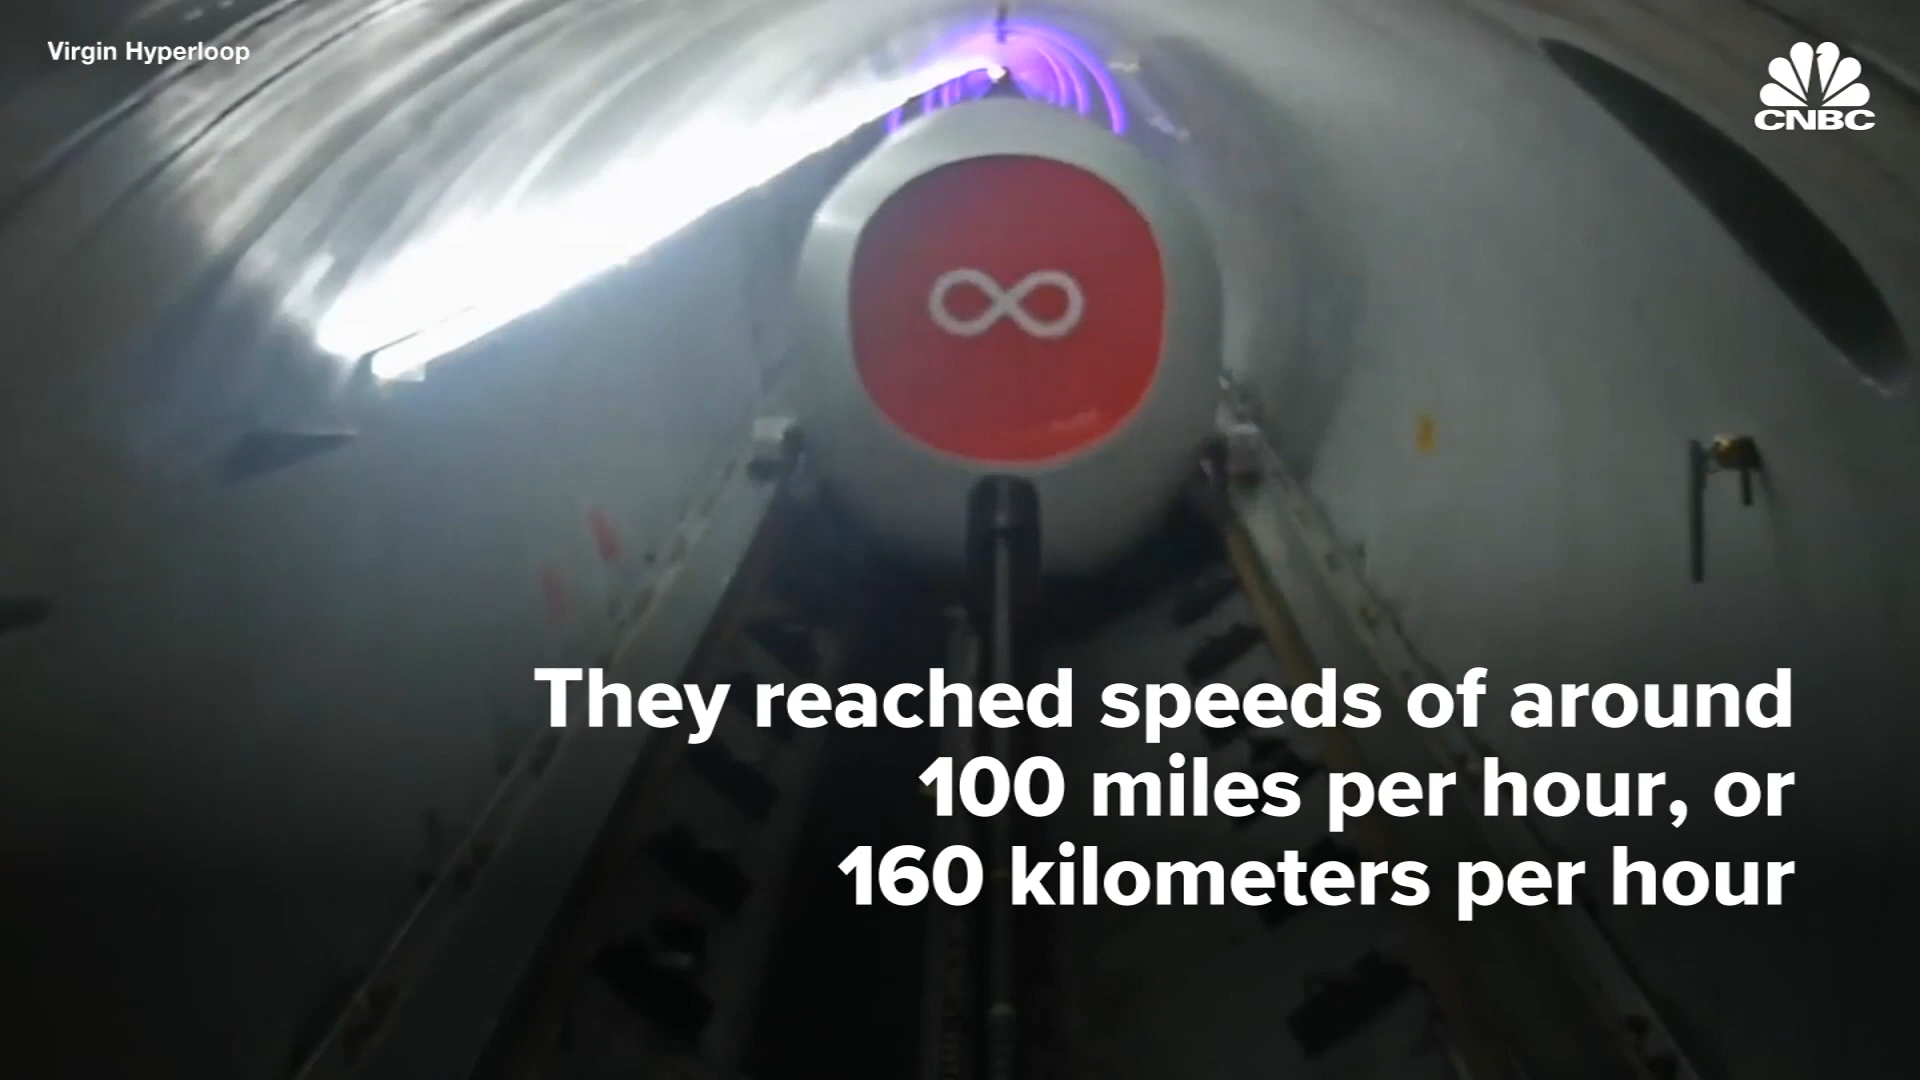 Virgin Hyperloop
CNBC
They reached speeds of around
100 miles per hour, or
160 kilometers per hour